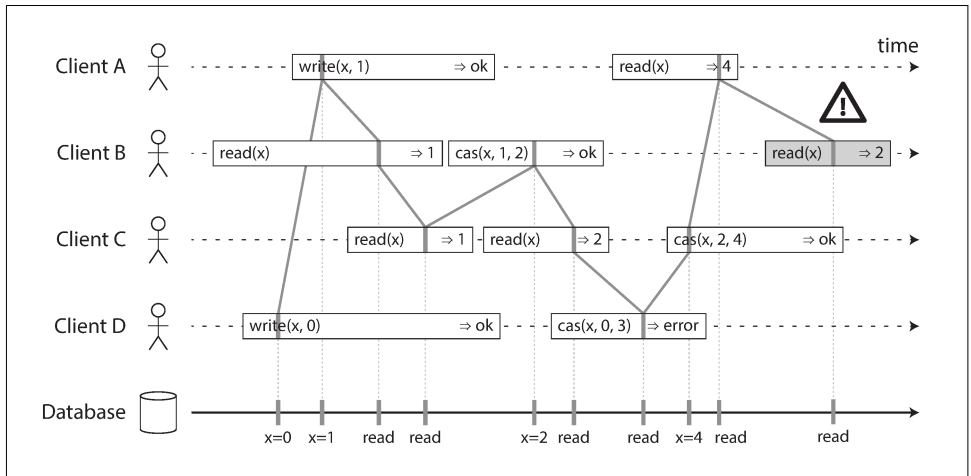 time
Client A write(x, 1) ⇒ ok read(x) ⇒ 4
!
Client B read(x) ⇒ 1 cas(x, 1, 2) ⇒ ok read(x) ⇒ 2
Client C read(x) ⇒ 1 read(x) ⇒ 2 cas(x, 2, 4) ⇒ ok
Client D write(x, 0) ⇒ ok cas(x, 0, 3) ⇒ error
Database
x=0 x=1 read read x=2 read read x=4 read read